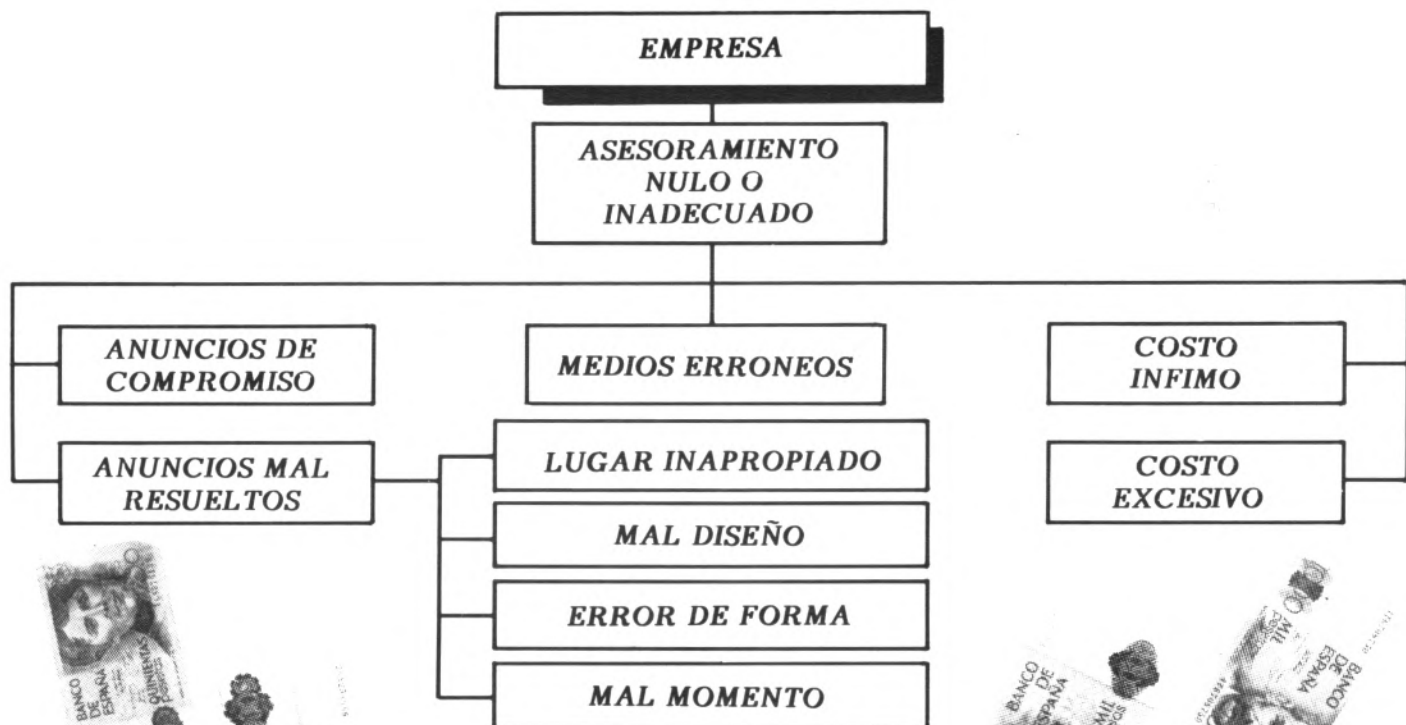 EMPRESA
ASESORAMIENTO
NULO O
INADECUADO
ANUNCIOS DE
COMPROMISO
MEDIOS ERRONEOS
COSTO
INFIMO
ANUNCIOS MAL
RESUELTOS
LUGAR INAPROPIADO
COSTO
EXCESIVO
MAL DISEÑO
ERROR DE FORMA
MAL MOMENTO
BANCO
DE
ESPAÑA
QUINIENTAS
BANCO
DE
ESPAÑA
MIL
MIL
BANCO
DE
ESPAÑA